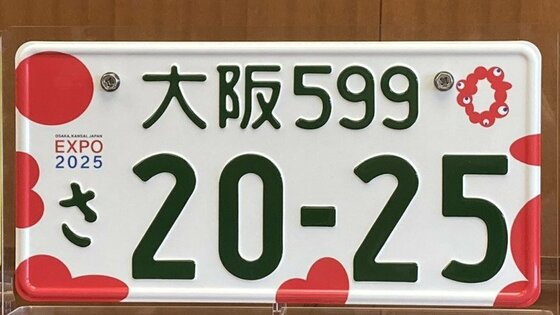 大阪599
OSAKA, KANSAI, JAPAN
EXPO
2025
さ 20-25